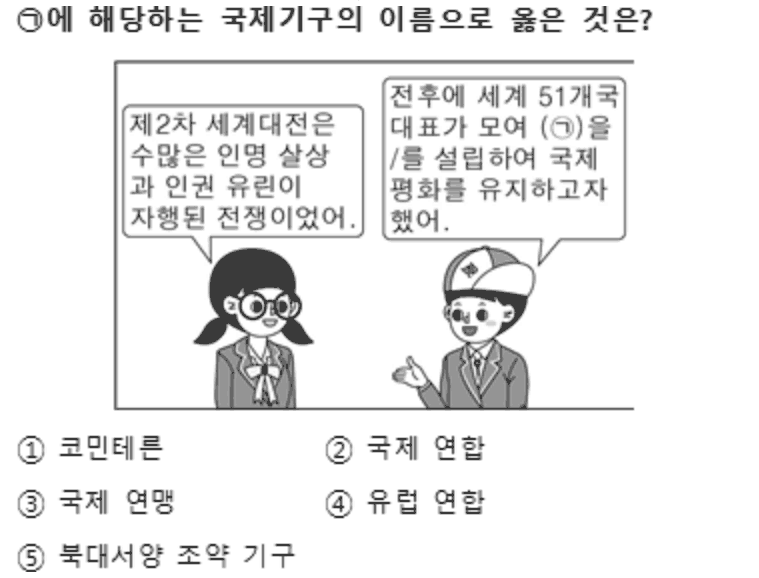 ㉠에 해당하는 국제기구의 이름으로 옳은 것은?
제2차 세계대전은
수많은 인명 살상
과 인권 유린이
자행된 전쟁이었어.
전후에 세계 51개국
대표가 모여 (㉠)을
/를 설립하여 국제
평화를 유지하고자
했어.
① 코민테른 ② 국제 연합
③ 국제 연맹 ④ 유럽 연합
⑤ 북대서양 조약 기구